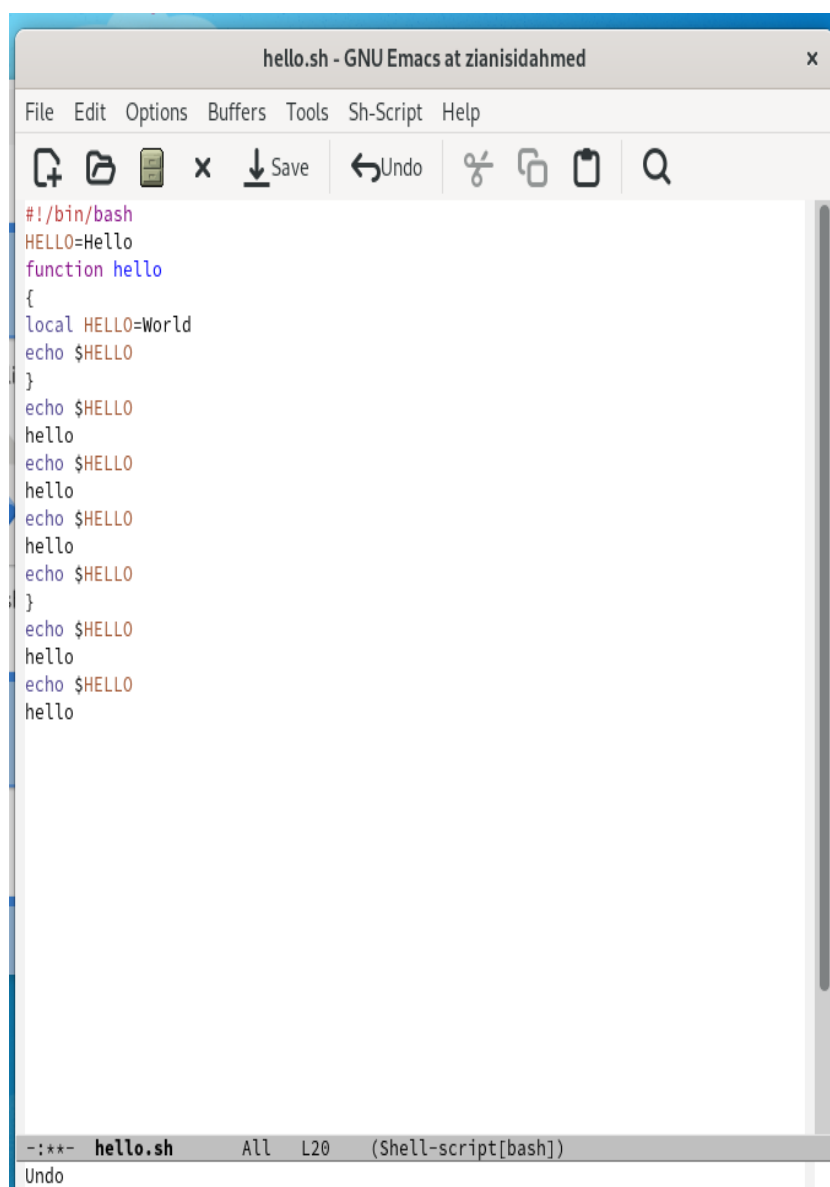 hello.sh - GNU Emacs at zianisidahmed x
File Edit Options Buffers Tools Sh-Script Help
Save Undo
#!/bin/bash
HELLO=Hello
function hello
{
local HELLO=World
echo $HELLO
}
echo $HELLO
hello
echo $HELLO
hello
echo $HELLO
hello
echo $HELLO
}
echo $HELLO
hello
echo $HELLO
hello
-:**- hello.sh All L20 (Shell-script[bash])
Undo